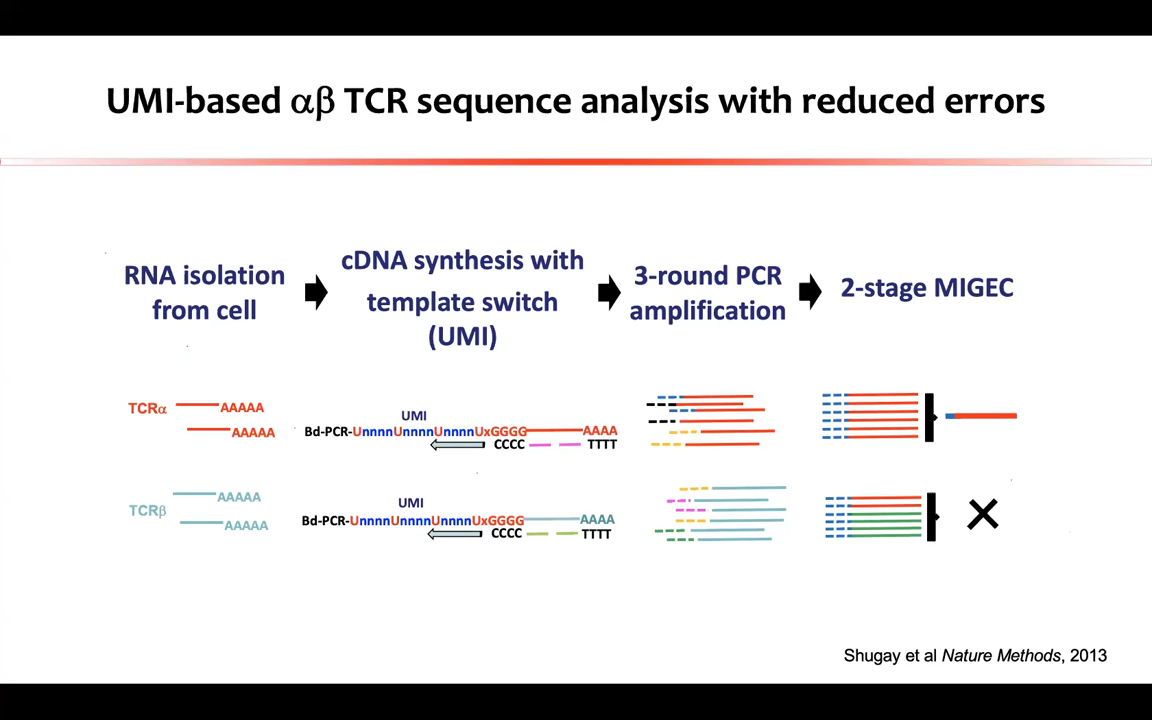 UMI-based αβ TCR sequence analysis with reduced errors
RNA isolation
from cell
cDNA synthesis with
template switch
(UMI)
3-round PCR
amplification
2-stage MIGEC
TCRα
AAAAA
AAAAA
UMI
Bd-PCR-UnnnnUnnnnUnnnnUxGGGG AAAA
CCCC TTTT
TCRβ
AAAAA
AAAAA
UMI
Bd-PCR-UnnnnUnnnnUnnnnUxGGGG AAAA
CCCC TTTT
Shugay et al Nature Methods, 2013